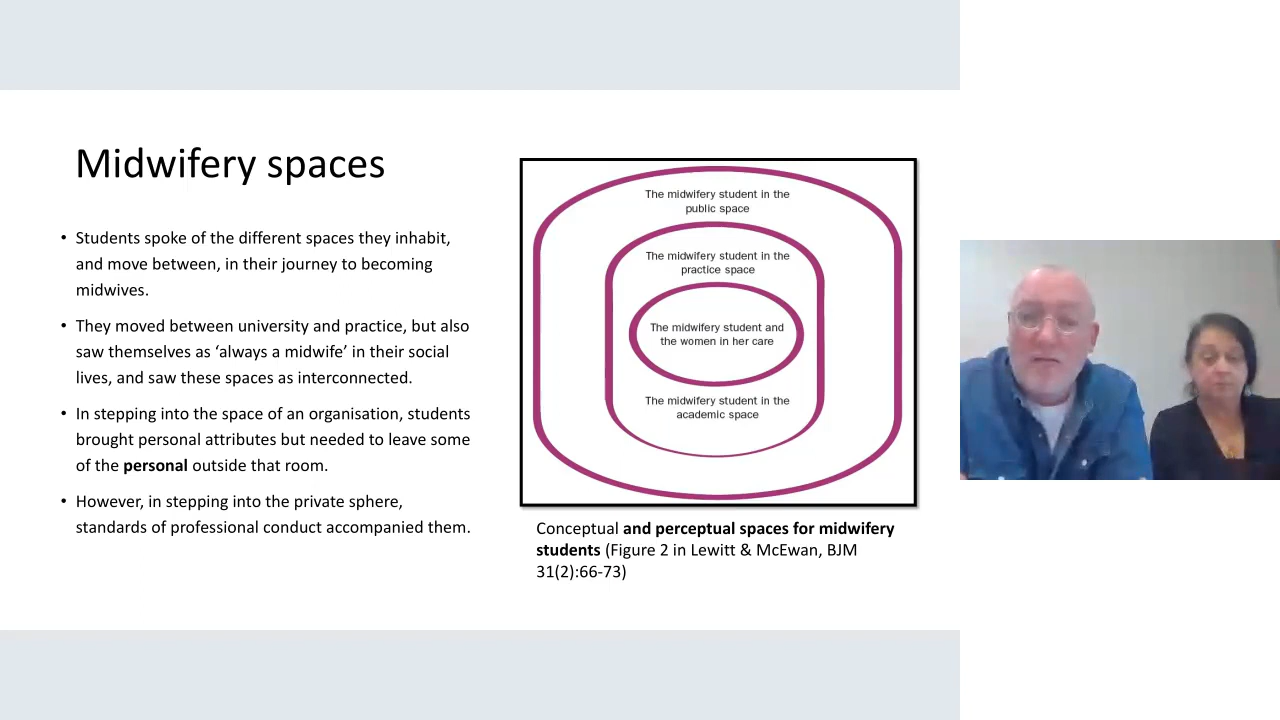 Midwifery spaces
• Students spoke of the different spaces they inhabit,
and move between, in their journey to becoming
midwives.
• They moved between university and practice, but also
saw themselves as ‘always a midwife’ in their social
lives, and saw these spaces as interconnected.
• In stepping into the space of an organisation, students
brought personal attributes but needed to leave some
of the personal outside that room.
• However, in stepping into the private sphere,
standards of professional conduct accompanied them.
The midwifery student in the
public space
The midwifery student in the
practice space
The midwifery student and
the women in her care
The midwifery student in the
academic space
Conceptual and perceptual spaces for midwifery
students (Figure 2 in Lewitt & McEwan, BJM
31(2):66-73)